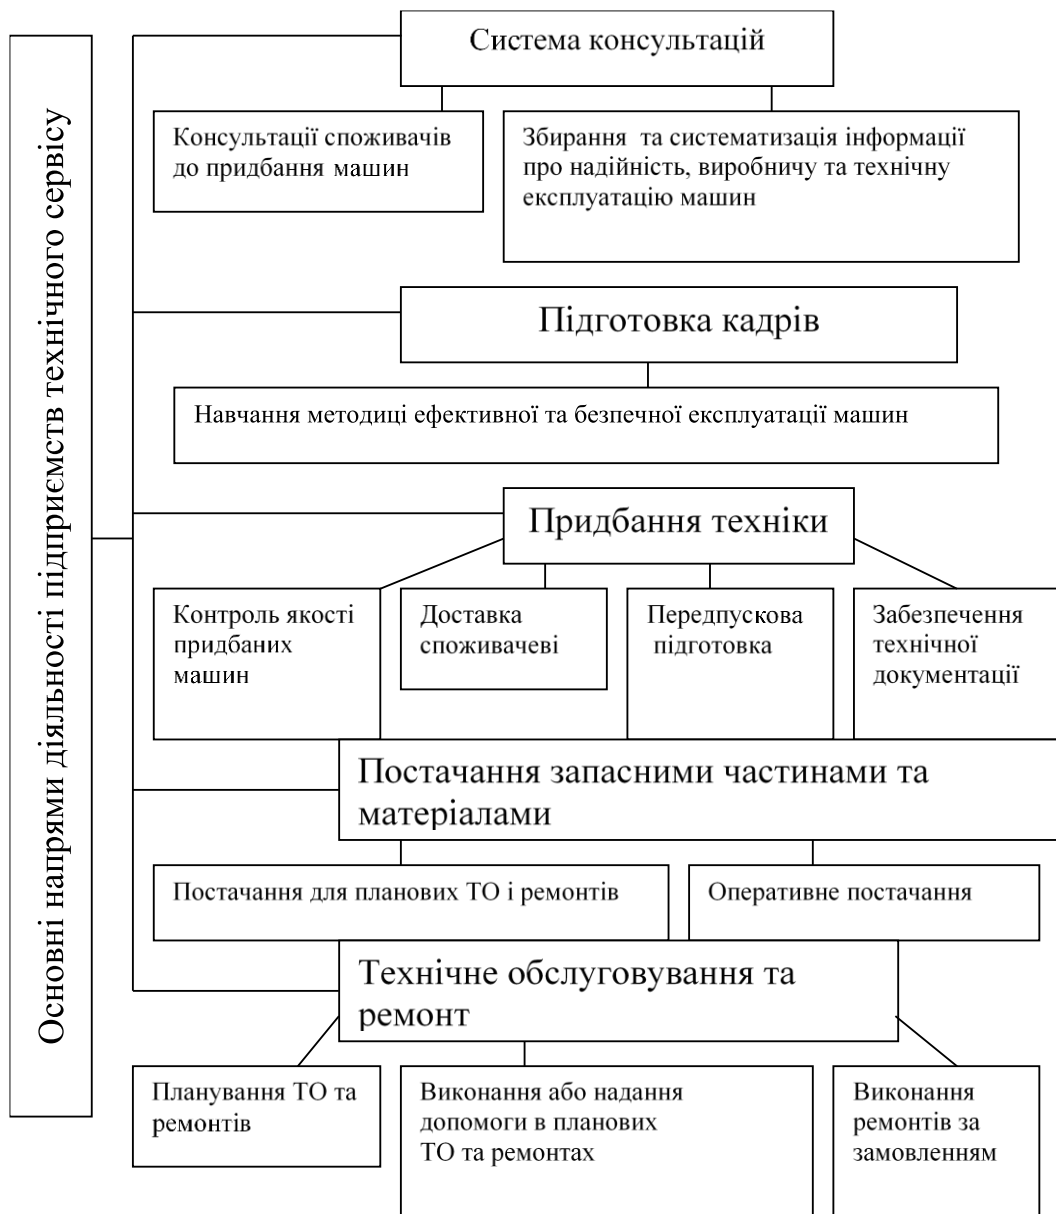 Основні напрями діяльності підприємств технічного сервісу
Система консультацій
Консультації споживачів
до придбання машин
Збирання та систематизація інформації
про надійність, виробничу та технічну
експлуатацію машин
Підготовка кадрів
Навчання методиці ефективної та безпечної експлуатації машин
Придбання техніки
Контроль якості
придбаних
машин
Доставка
споживачеві
Передпускова
підготовка
Забезпечення
технічної
документації
Постачання запасними частинами та
матеріалами
Постачання для планових ТО і ремонтів
Оперативне постачання
Технічне обслуговування та
ремонт
Планування ТО та
ремонтів
Виконання або надання
допомоги в планових
ТО та ремонтах
Виконання
ремонтів за
замовленням